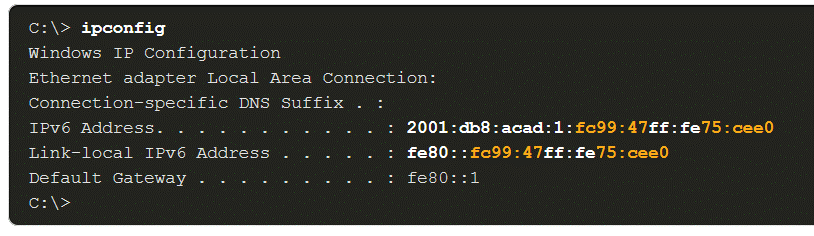 C:\> ipconfig
Windows IP Configuration
Ethernet adapter Local Area Connection:
Connection-specific DNS Suffix . :
IPv6 Address. . . . . . . . . . . : 2001:db8:acad:1:fc99:47ff:fe75:cee0
Link-local IPv6 Address . . . . . : fe80::fc99:47ff:fe75:cee0
Default Gateway . . . . . . . . . : fe80::1
C:\>